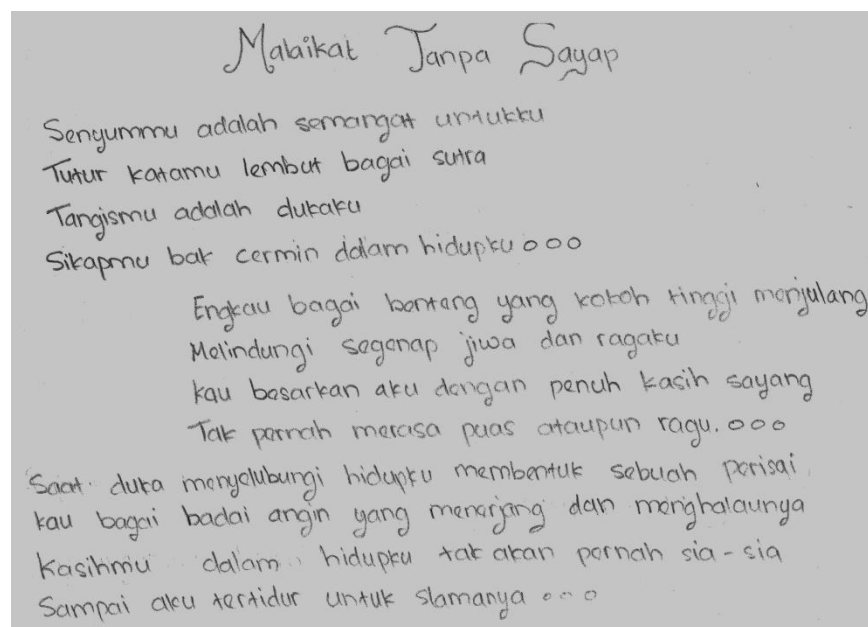 Malaikat Tanpa Sayap
Senyummu adalah semangat untukku
Tutur katamu lembut bagai sutra
Tangismu adalah dukaku
Sikapmu bak cermin dalam hidupku ooo
Engkau bagai benteng yang kokoh tinggi menjulang
Melindungi segenap jiwa dan ragaku
Kau besarkan aku dengan penuh kasih sayang
Tak pernah merasa puas ataupun ragu. ooo
Saat duka menyelubungi hidupku membentuk sebuah perisai
Kau bagai badai angin yang menerjang dan menghalaunya
Kasihmu dalam hidupku tak akan pernah sia-sia
Sampai aku tertidur untuk slamanya ooo